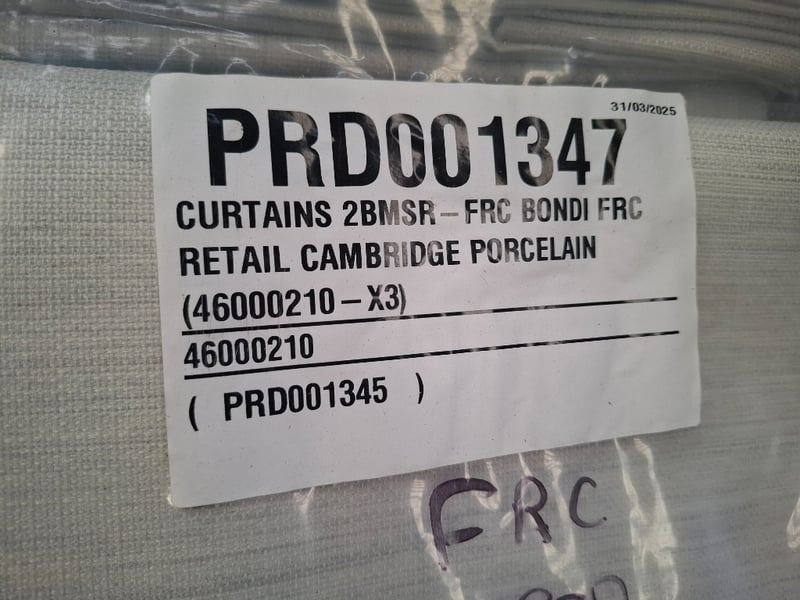 31/03/2025
PRD001347
CURTAINS 2BMSR-FRC BONDI FRC
RETAIL CAMBRIDGE PORCELAIN
(46000210-X3)
46000210
( PRD001345 )
FRC